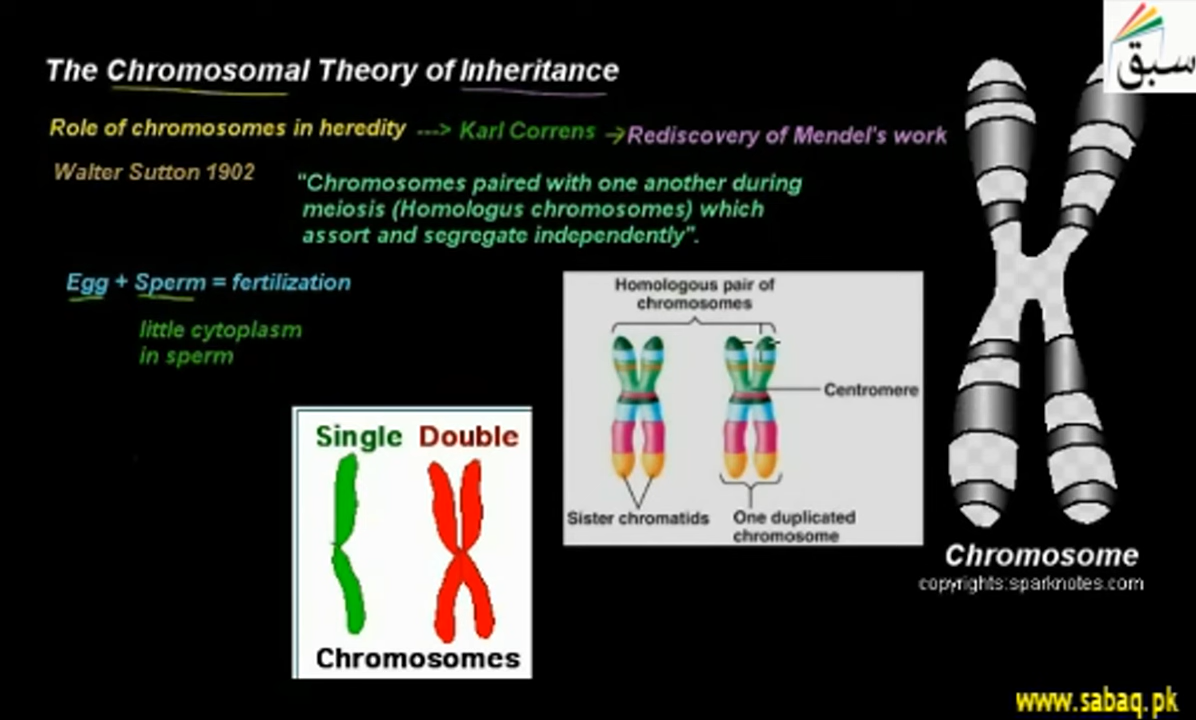 سبق
The Chromosomal Theory of Inheritance
Role of chromosomes in heredity ---> Karl Correns → Rediscovery of Mendel's work
Walter Sutton 1902
"Chromosomes paired with one another during
meiosis (Homologus chromosomes) which
assort and segregate independently".
Egg + Sperm = fertilization
little cytoplasm
in sperm
Homologous pair of
chromosomes
Centromere
Sister chromatids
One duplicated
chromosome
Single Double
Chromosomes
Chromosome
copyrights:sparknotes.com
www.sabaq.pk